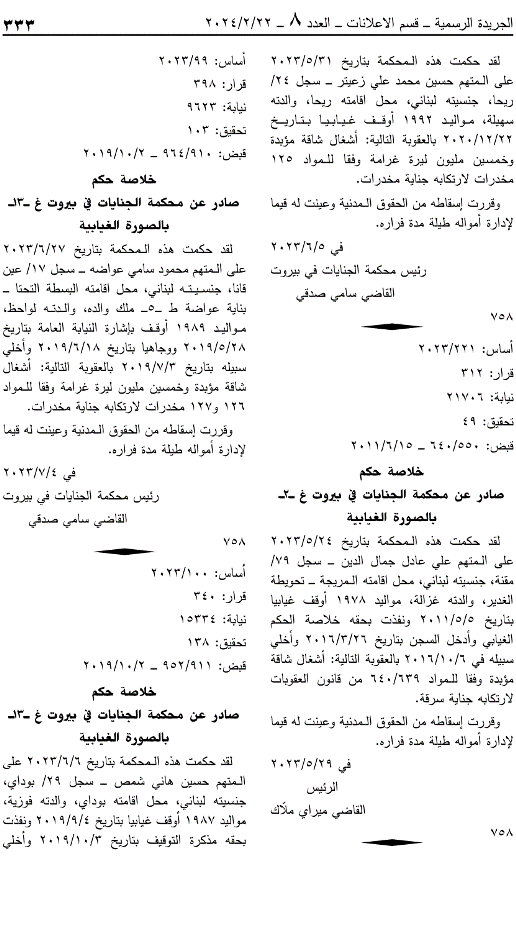 الجريدة الرسمية ـ قسم الاعلانات ـ العدد ٨ ـ ٢٠٢٤/٢/٢٢
٣٣٣
لقد حكمت هذه المحكمة بتاريخ ٢٠٢٣/٥/٣١
على المتهم حسين محمد علي زعيتر ـ سجل ٢٤/
ريحا، جنسيته لبناني، محل اقامته ريحا، والدته
سهيلة، مواليد ١٩٩٢ أوقف غيابيا بتاريخ
٢٠٢٠/١٢/٢٢ بالعقوبة التالية: أشغال شاقة مؤبدة
وخمسين مليون ليرة غرامة وفقا للمواد ١٢٥
مخدرات لارتكابه جناية مخدرات.
وقررت إسقاطه من الحقوق المدنية وعينت له قيما
لإدارة أمواله طيلة مدة فراره.
في ٢٠٢٣/٦/٥
رئيس محكمة الجنايات في بيروت
القاضي سامي صدقي
٧٥٨
أساس: ٢٠٢٣/٢٢١
قرار: ٣١٢
نيابة: ٢١٧٠٦
تحقيق: ٤٩
قبض: ٦٤٠/٥٥٠ ـ ٢٠١١/٦/١٥
خلاصة حكم
صادر عن محكمة الجنايات في بيروت غ ـ٢ـ
بالصورة الغيابية
لقد حكمت هذه المحكمة بتاريخ ٢٠٢٣/٥/٢٤
على المتهم علي عادل جمال الدين ـ سجل ٧٩/
مقنة، جنسيته لبناني، محل اقامته المريجة ـ تحويطة
الغدير، والدته غزالة، مواليد ١٩٧٨ أوقف غيابيا
بتاريخ ٢٠١١/٥/٥ ونفذت بحقه خلاصة الحكم
الغيابي وأدخل السجن بتاريخ ٢٠١٦/٣/٢٦ وأخلي
سبيله في ٢٠١٦/١٠/٦ بالعقوبة التالية: أشغال شاقة
مؤبدة وفقا للمواد ٦٤٠/٦٣٩ من قانون العقوبات
لارتكابه جناية سرقة.
وقررت إسقاطه من الحقوق المدنية وعينت له قيما
لإدارة أمواله طيلة مدة فراره.
في ٢٠٢٣/٥/٢٩
الرئيس
القاضي ميراي ملّاك
٧٥٨
أساس: ٢٠٢٣/٩٩
قرار: ٣٩٨
نيابة: ٩٦٢٣
تحقيق: ١٠٣
قبض: ٩٦٤/٩١٠ ـ ٢٠١٩/١٠/٢
خلاصة حكم
صادر عن محكمة الجنايات في بيروت غ ـ١٣ـ
بالصورة الغيابية
لقد حكمت هذه المحكمة بتاريخ ٢٠٢٣/٦/٢٧
على المتهم محمود سامي عواضه ـ سجل ١٧/ عين
قانا، جنسيته لبناني، محل اقامته البسطة التحتا ـ
بناية عواضة ط ـ٥ـ ملك والده، والدته لواحظ،
مواليد ١٩٨٩ أوقف بإشارة النيابة العامة بتاريخ
٢٠١٩/٥/٢٨ ووجاهيا بتاريخ ٢٠١٩/٦/١٨ وأخلي
سبيله بتاريخ ٢٠١٩/٧/٣ بالعقوبة التالية: أشغال
شاقة مؤبدة وخمسين مليون ليرة غرامة وفقا للمواد
١٢٦ و١٢٧ مخدرات لارتكابه جناية مخدرات.
وقررت إسقاطه من الحقوق المدنية وعينت له قيما
لإدارة أمواله طيلة مدة فراره.
في ٢٠٢٣/٧/٤
رئيس محكمة الجنايات في بيروت
القاضي سامي صدقي
٧٥٨
أساس: ٢٠٢٣/١٠٠
قرار: ٣٤٠
نيابة: ١٥٣٣٤
تحقيق: ١٣٨
قبض: ٩٥٢/٩١١ ـ ٢٠١٩/١٠/٢
خلاصة حكم
صادر عن محكمة الجنايات في بيروت غ ـ١٣ـ
بالصورة الغيابية
لقد حكمت هذه المحكمة بتاريخ ٢٠٢٣/٦/٦ على
المتهم حسين هاني شمص ـ سجل ٢٩/ بوداي،
جنسيته لبناني، محل اقامته بوداي، والدته فوزية،
مواليد ١٩٨٧ أوقف غيابيا بتاريخ ٢٠١٩/٩/٤ ونفذت
بحقه مذكرة التوقيف بتاريخ ٢٠١٩/١٠/٣ وأخلي